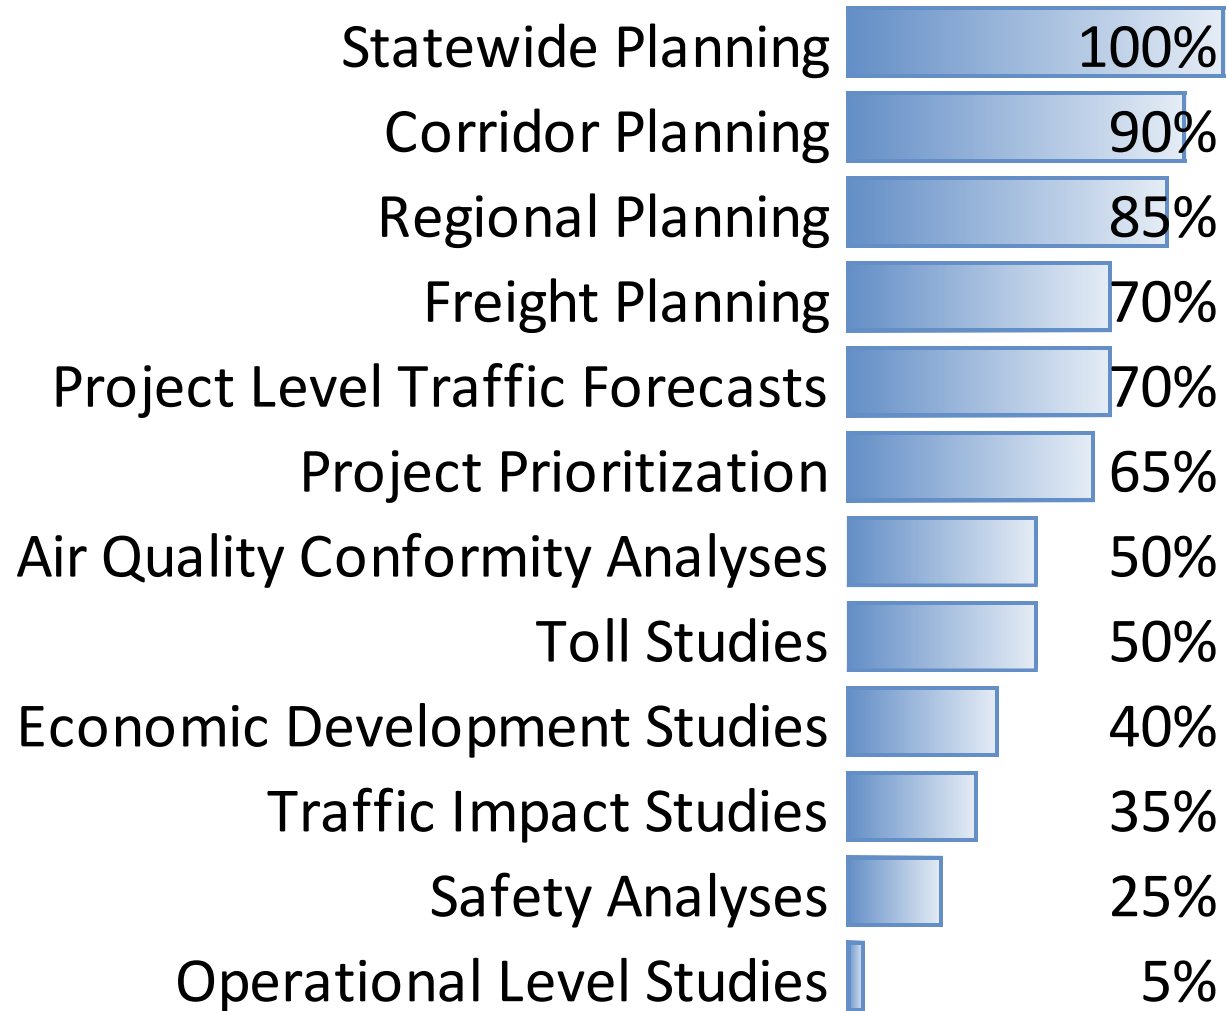 Statewide Planning 100%
Corridor Planning 90%
Regional Planning 85%
Freight Planning 70%
Project Level Traffic Forecasts 70%
Project Prioritization 65%
Air Quality Conformity Analyses 50%
Toll Studies 50%
Economic Development Studies 40%
Traffic Impact Studies 35%
Safety Analyses 25%
Operational Level Studies 5%